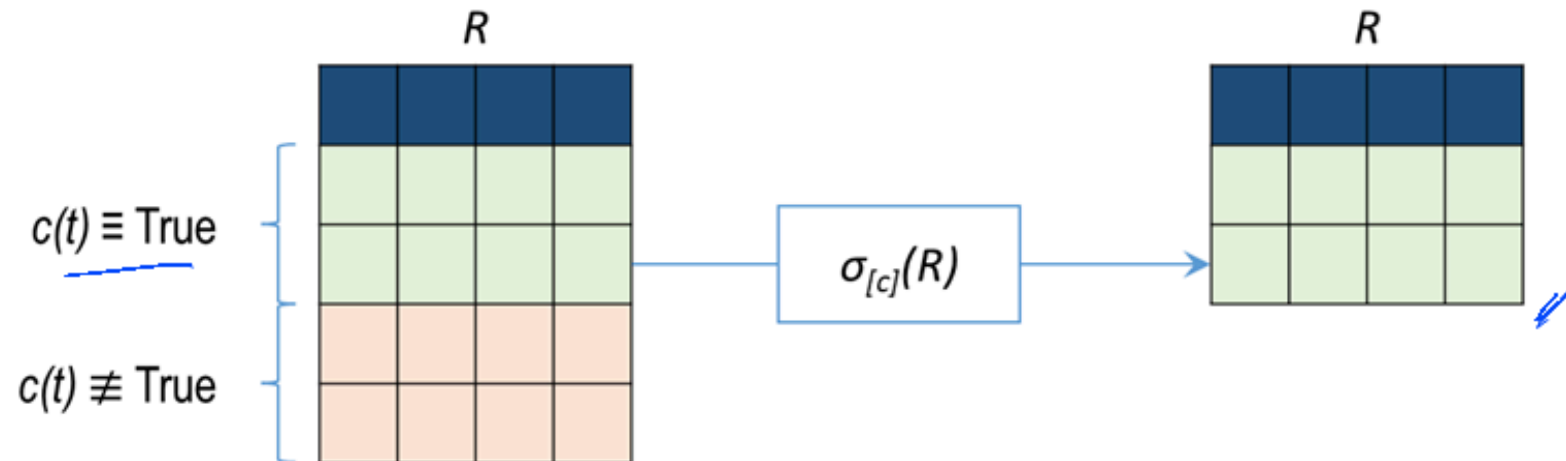 R
R
c(t) ≡ True
σ[c](R)
c(t) ≢ True